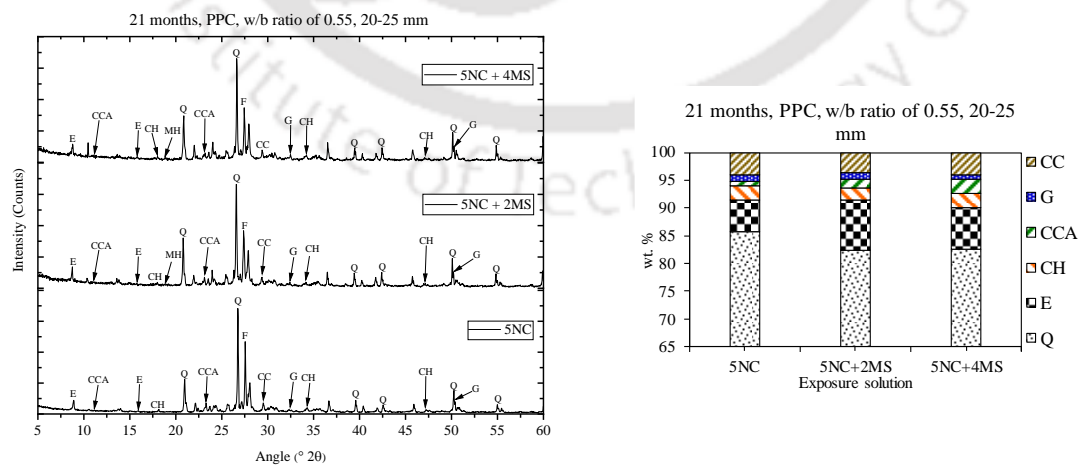 21 months, PPC, w/b ratio of 0.55, 20-25 mm
Intensity (Counts)
5NC + 4MS
E
CCA
E
CH
MH
Q
CCA
Q
F
CC
G
CH
Q
Q
CH
Q
G
Q
5NC + 2MS
E
CCA
E
CH
MH
Q
CCA
Q
F
CC
G
CH
Q
Q
CH
Q
G
Q
5NC
E
CCA
E
CH
Q
CCA
Q
F
CC
G
CH
Q
Q
CH
Q
G
Q
5 10 15 20 25 30 35 40 45 50 55 60
Angle (° 2θ)
21 months, PPC, w/b ratio of 0.55, 20-25
mm
wt. %
100
95
90
85
80
75
70
65
5NC 5NC+2MS 5NC+4MS
Exposure solution
CC
G
CCA
CH
E
Q